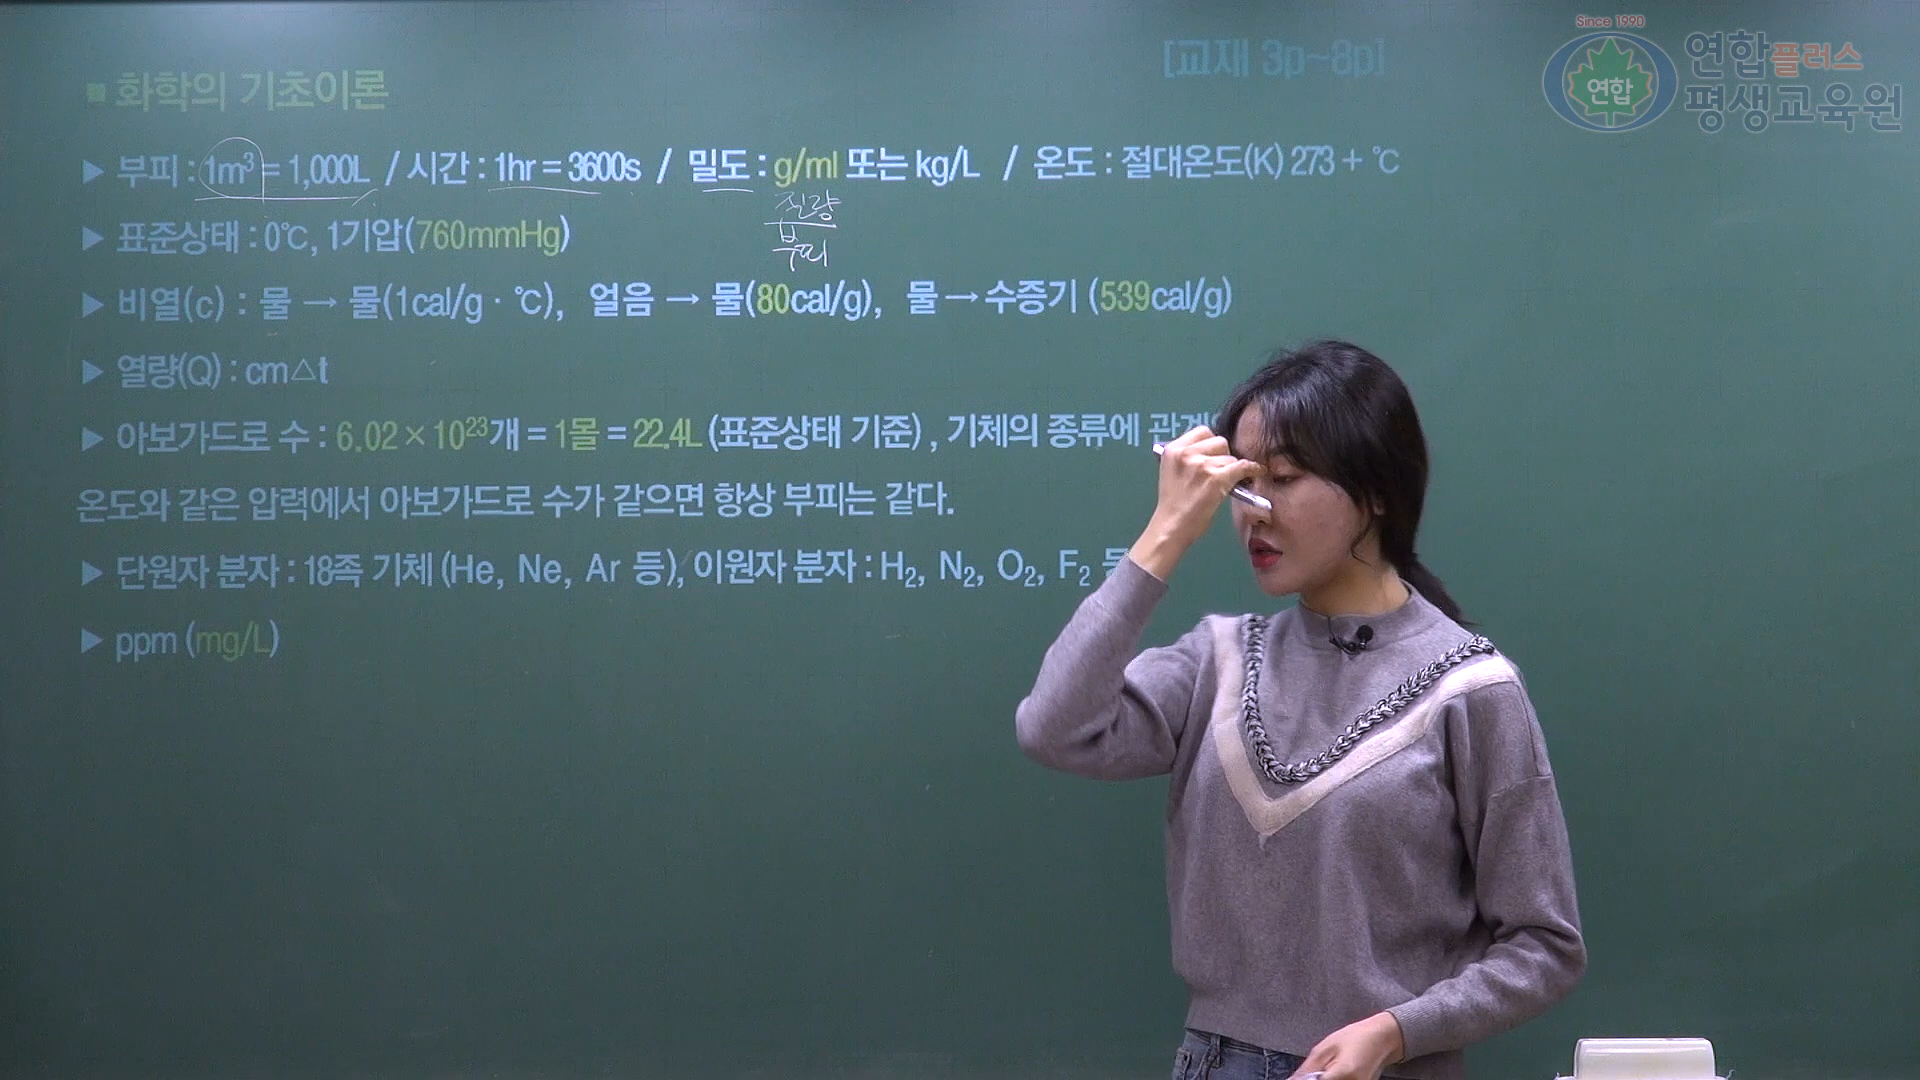 Since 1990
연합
연합플러스
평생교육원
[교재 3p~8p]
■ 화학의 기초이론
▶ 부피 : 1m³ = 1,000L / 시간 : 1hr = 3600s / 밀도 : g/ml 또는 kg/L / 온도 : 절대온도(K) 273 + ℃
질량
부피
▶ 표준상태 : 0℃, 1기압(760mmHg)
▶ 비열(c) : 물 → 물(1cal/g · ℃), 얼음 → 물(80cal/g), 물 → 수증기 (539cal/g)
▶ 열량(Q) : cm△t
▶ 아보가드로 수 : 6.02 × 10²³개 = 1몰 = 22.4L (표준상태 기준) , 기체의 종류에
온도와 같은 압력에서 아보가드로 수가 같으면 항상 부피는 같다.
▶ 단원자 분자 : 18족 기체 (He, Ne, Ar 등), 이원자 분자 : H₂, N₂, O₂, F₂
▶ ppm (mg/L)